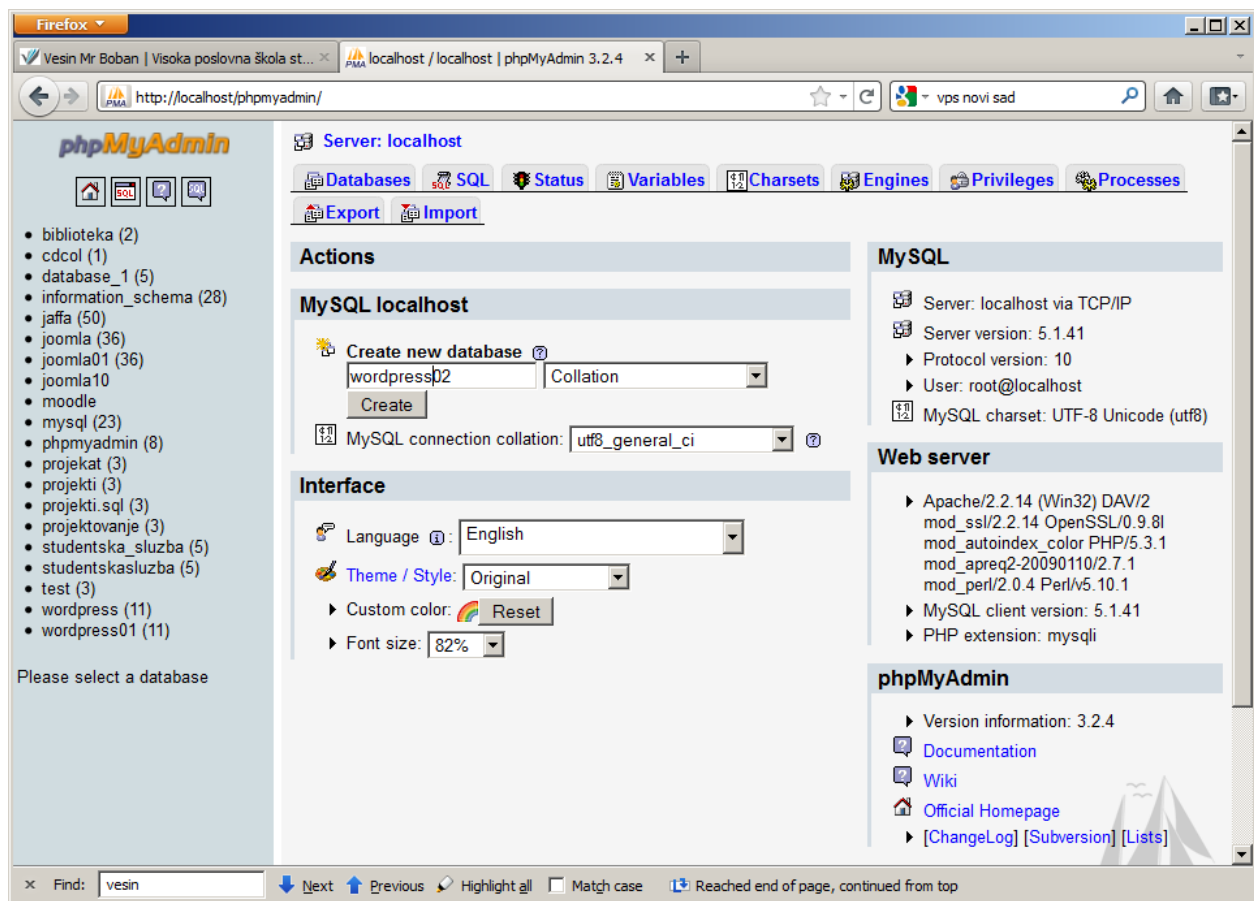 Firefox
Vesin Mr Boban | Visoka poslovna škola st...
localhost / localhost | phpMyAdmin 3.2.4
http://localhost/phpmyadmin/
vps novi sad
phpMyAdmin
SQL
SQL
biblioteka (2)
cdcol (1)
database_1 (5)
information_schema (28)
jaffa (50)
joomla (36)
joomla01 (36)
joomla10
moodle
mysql (23)
phpmyadmin (8)
projekat (3)
projekti (3)
projekti.sql (3)
projektovanje (3)
studentska_sluzba (5)
studentskasluzba (5)
test (3)
wordpress (11)
wordpress01 (11)
Please select a database
Server: localhost
Databases SQL Status Variables Charsets Engines Privileges Processes
Export Import
Actions
MySQL localhost
Create new database
wordpress02 Collation
Create
MySQL connection collation: utf8_general_ci
Interface
Language : English
Theme / Style: Original
Custom color: Reset
Font size: 82%
MySQL
Server: localhost via TCP/IP
Server version: 5.1.41
Protocol version: 10
User: root@localhost
MySQL charset: UTF-8 Unicode (utf8)
Web server
Apache/2.2.14 (Win32) DAV/2
mod_ssl/2.2.14 OpenSSL/0.9.8l
mod_autoindex_color PHP/5.3.1
mod_apreq2-20090110/2.7.1
mod_perl/2.0.4 Perl/v5.10.1
MySQL client version: 5.1.41
PHP extension: mysqli
phpMyAdmin
Version information: 3.2.4
Documentation
Wiki
Official Homepage
[ChangeLog] [Subversion] [Lists]
× Find: vesin Next Previous Highlight all Match case Reached end of page, continued from top